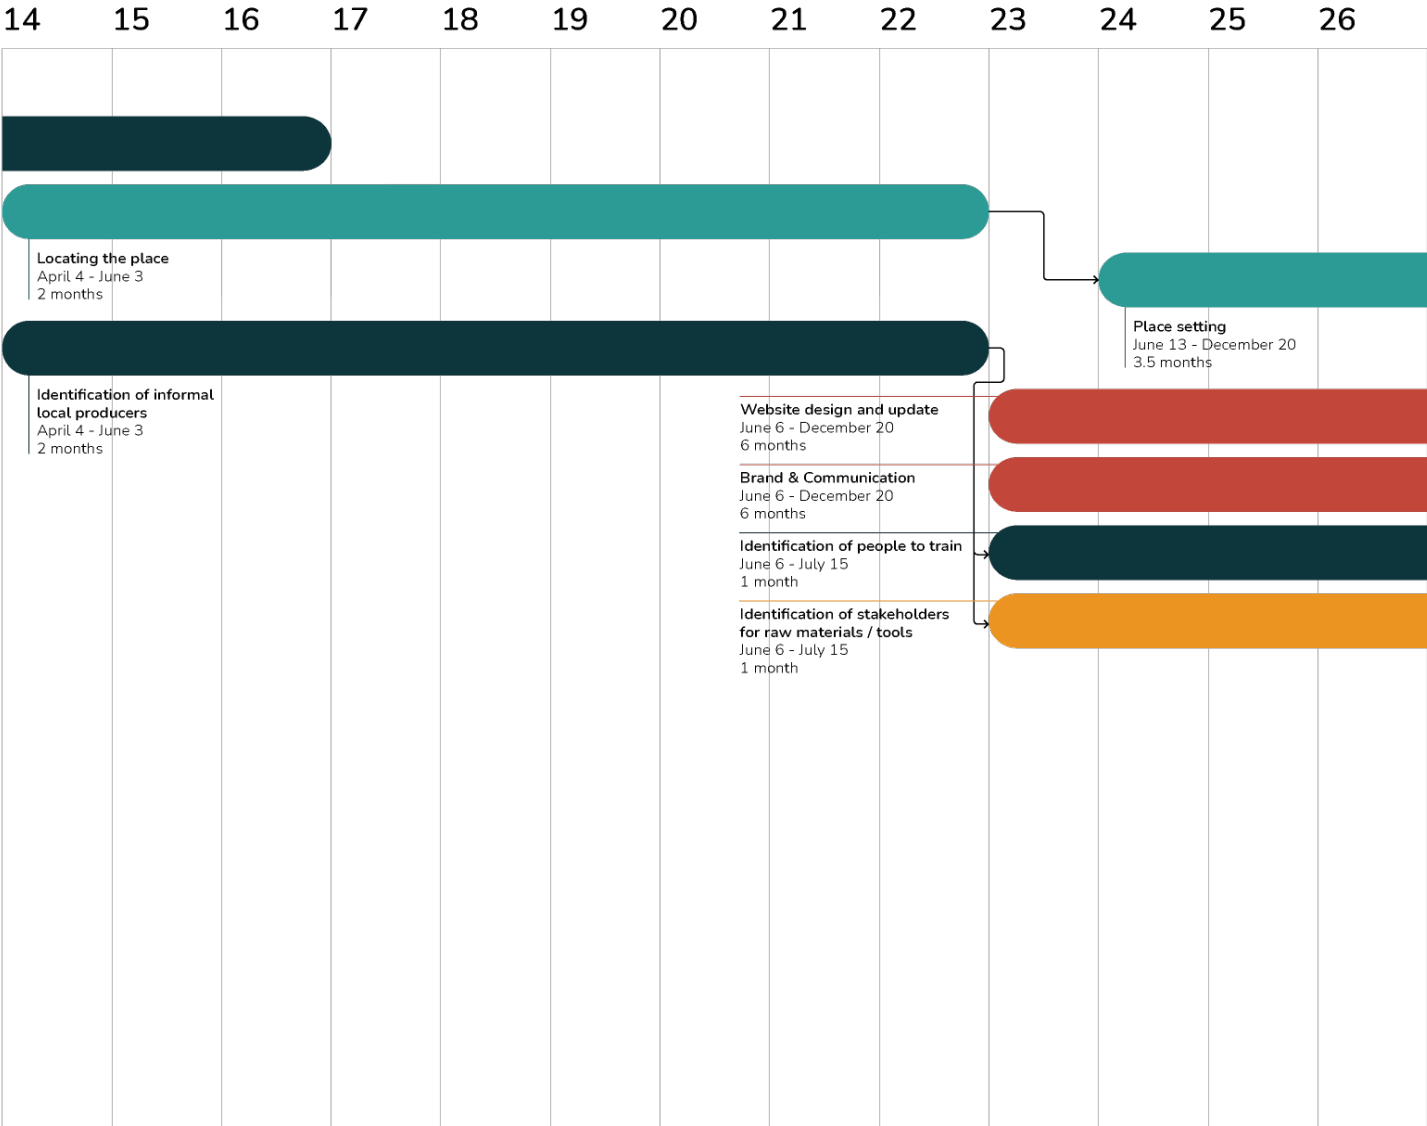 14 15 16 17 18 19 20 21 22 23 24 25 26
Locating the place
April 4 - June 3
2 months
Place setting
June 13 - December 20
3.5 months
Identification of informal
local producers
April 4 - June 3
2 months
Website design and update
June 6 - December 20
6 months
Brand & Communication
June 6 - December 20
6 months
Identification of people to train
June 6 - July 15
1 month
Identification of stakeholders
for raw materials / tools
June 6 - July 15
1 month